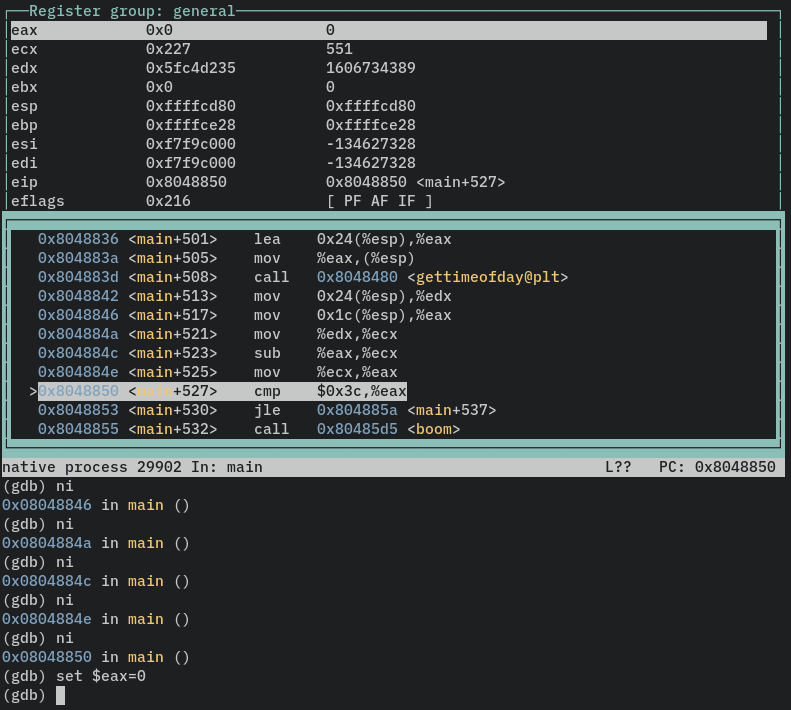 Register group: general
eax 0x0 0
ecx 0x227 551
edx 0x5fc4d235 1606734389
ebx 0x0 0
esp 0xffffcd80 0xffffcd80
ebp 0xffffce28 0xffffce28
esi 0xf7f9c000 -134627328
edi 0xf7f9c000 -134627328
eip 0x8048850 0x8048850 <main+527>
eflags 0x216 [ PF AF IF ]
0x8048836 <main+501> lea 0x24(%esp),%eax
0x804883a <main+505> mov %eax,(%esp)
0x804883d <main+508> call 0x8048480 <gettimeofday@plt>
0x8048842 <main+513> mov 0x24(%esp),%edx
0x8048846 <main+517> mov 0x1c(%esp),%eax
0x804884a <main+521> mov %edx,%ecx
0x804884c <main+523> sub %eax,%ecx
0x804884e <main+525> mov %ecx,%eax
>0x8048850 <main+527> cmp $0x3c,%eax
0x8048853 <main+530> jle 0x804885a <main+537>
0x8048855 <main+532> call 0x80485d5 <boom>
native process 29902 In: main L?? PC: 0x8048850
(gdb) ni
0x08048846 in main ()
(gdb) ni
0x0804884a in main ()
(gdb) ni
0x0804884c in main ()
(gdb) ni
0x0804884e in main ()
(gdb) ni
0x08048850 in main ()
(gdb) set $eax=0
(gdb)